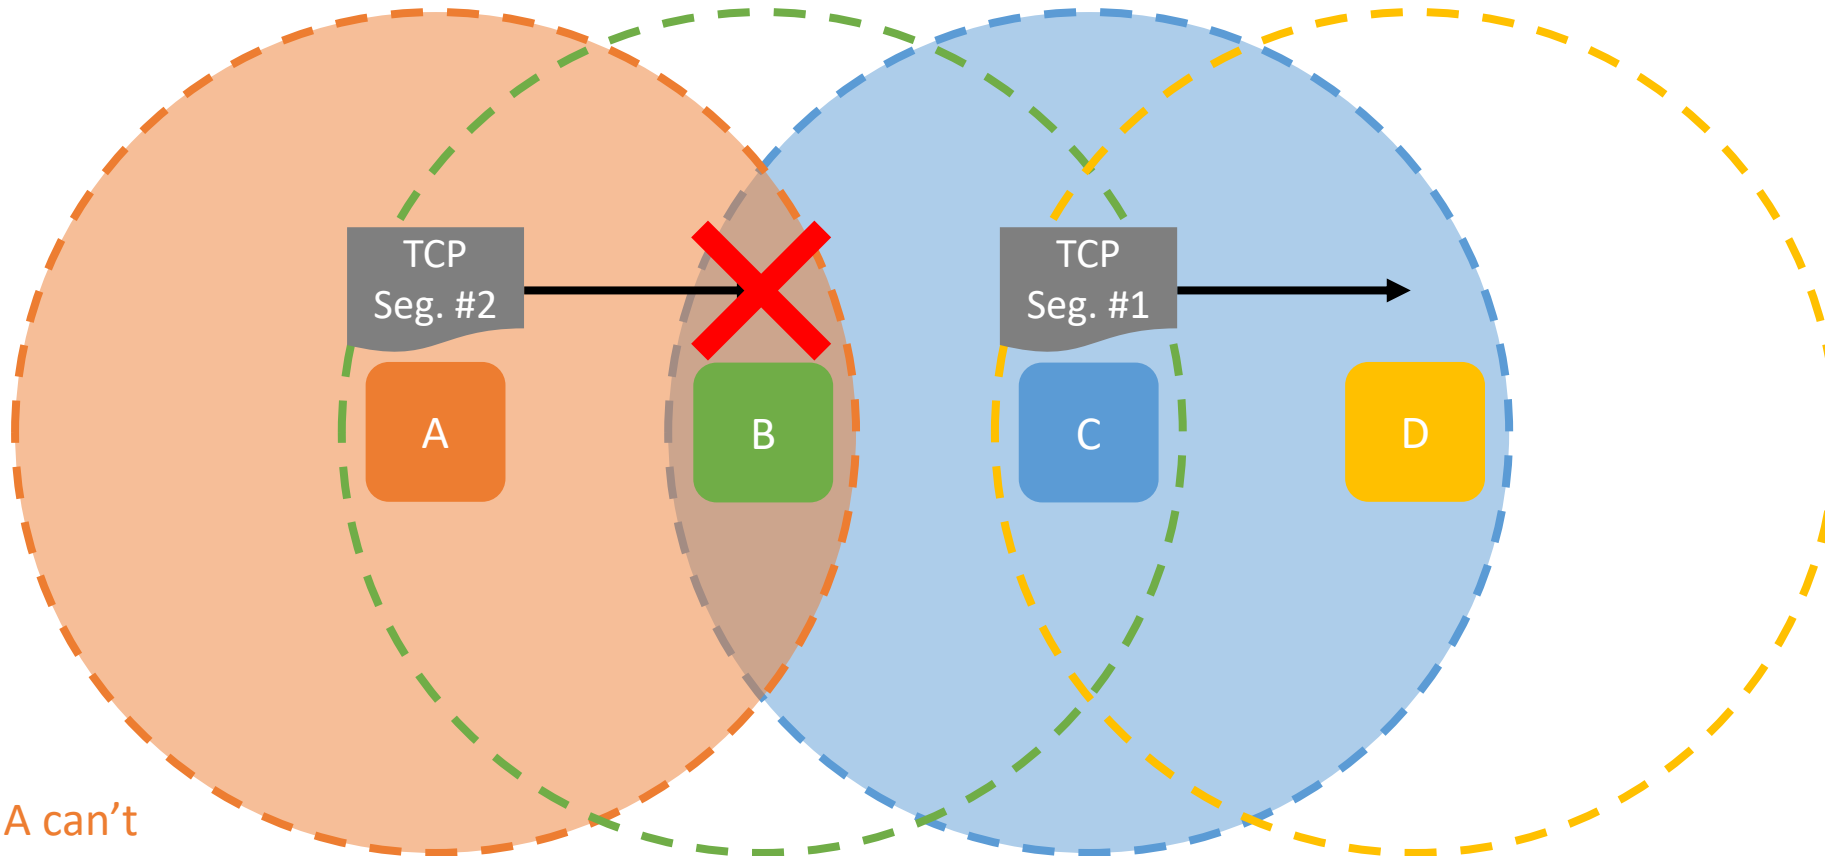 TCP
Seg. #2
TCP
Seg. #1
A
B
C
D
A can’t